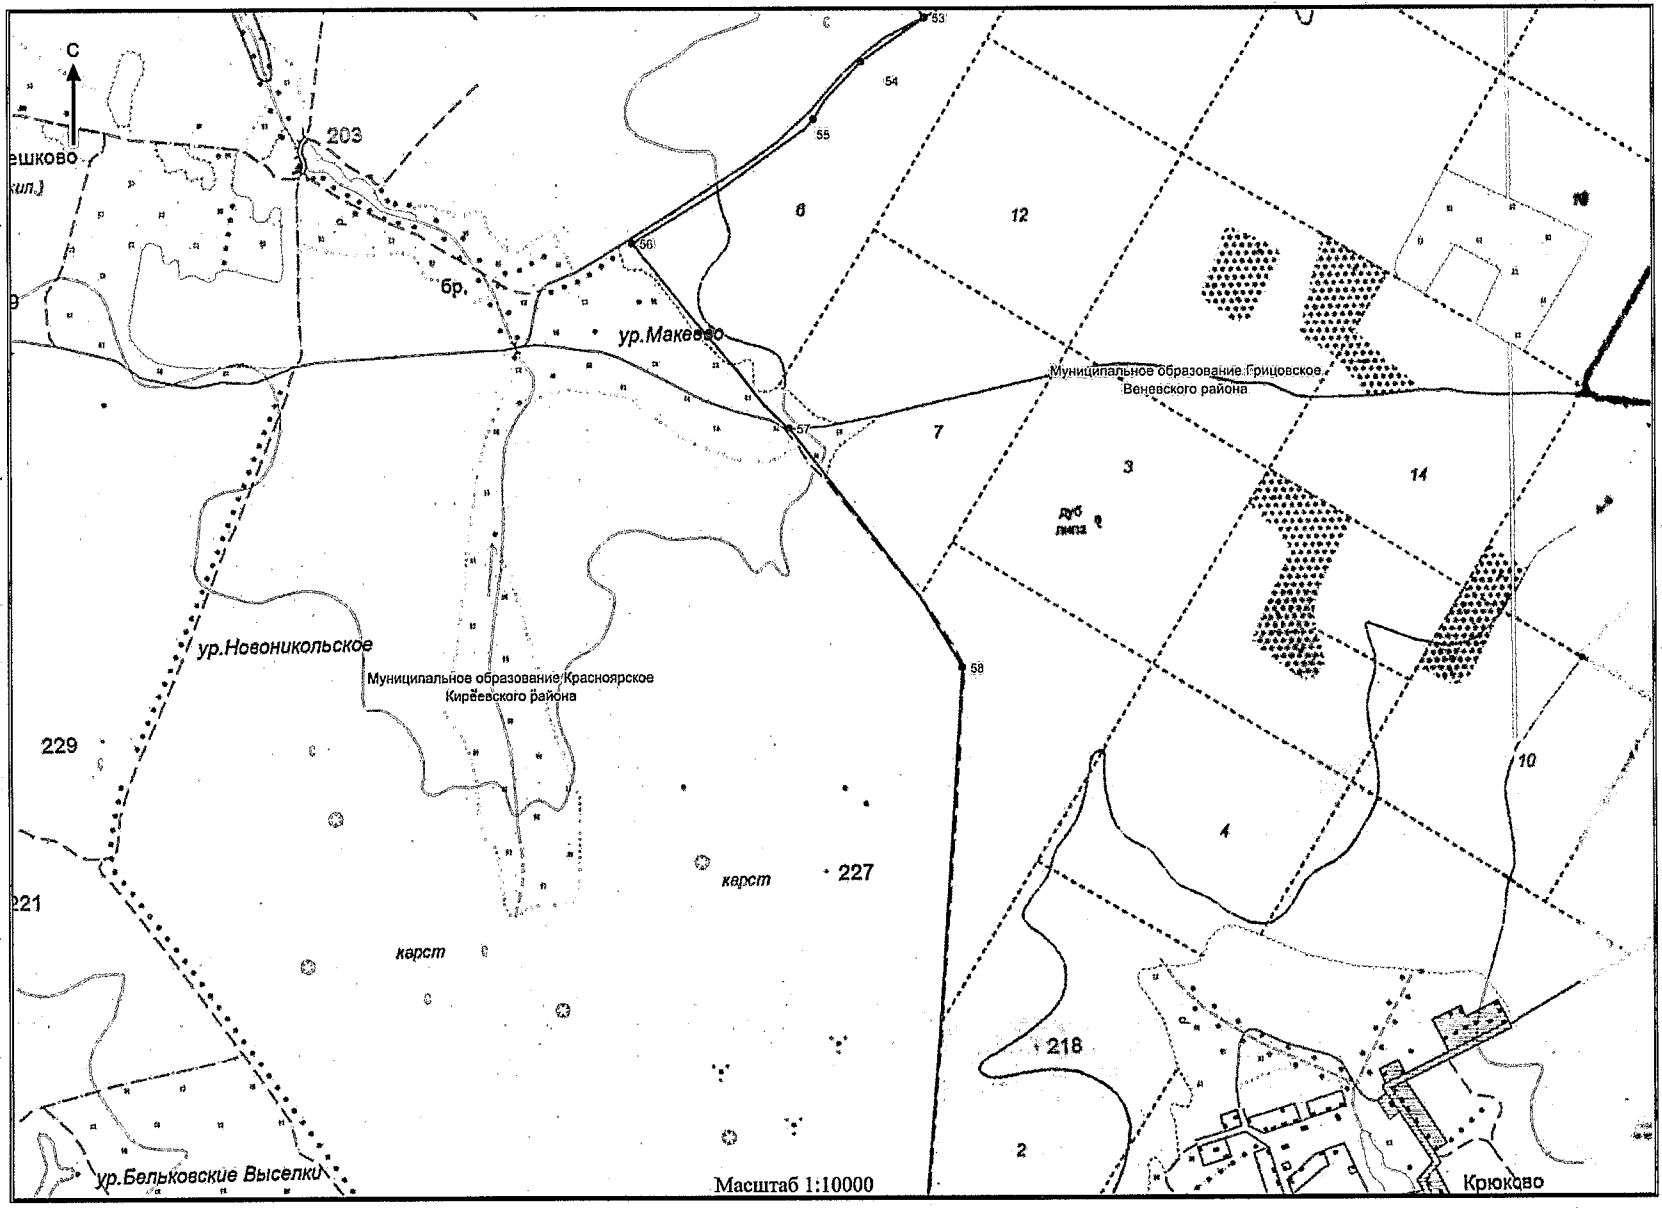 С
53
54
55
203
ешково
56
6
12
бр.
ур.Макеево
Муниципальное образование Грицовское
Веневского района
57
7
3
14
дуб
липа
ур.Новоникольское
58
Муниципальное образование Красноярское
Киреевского района
229
10
4
карст
227
221
карст
218
2
ур.Бельковские Выселки
Масштаб 1:10000
Крюково